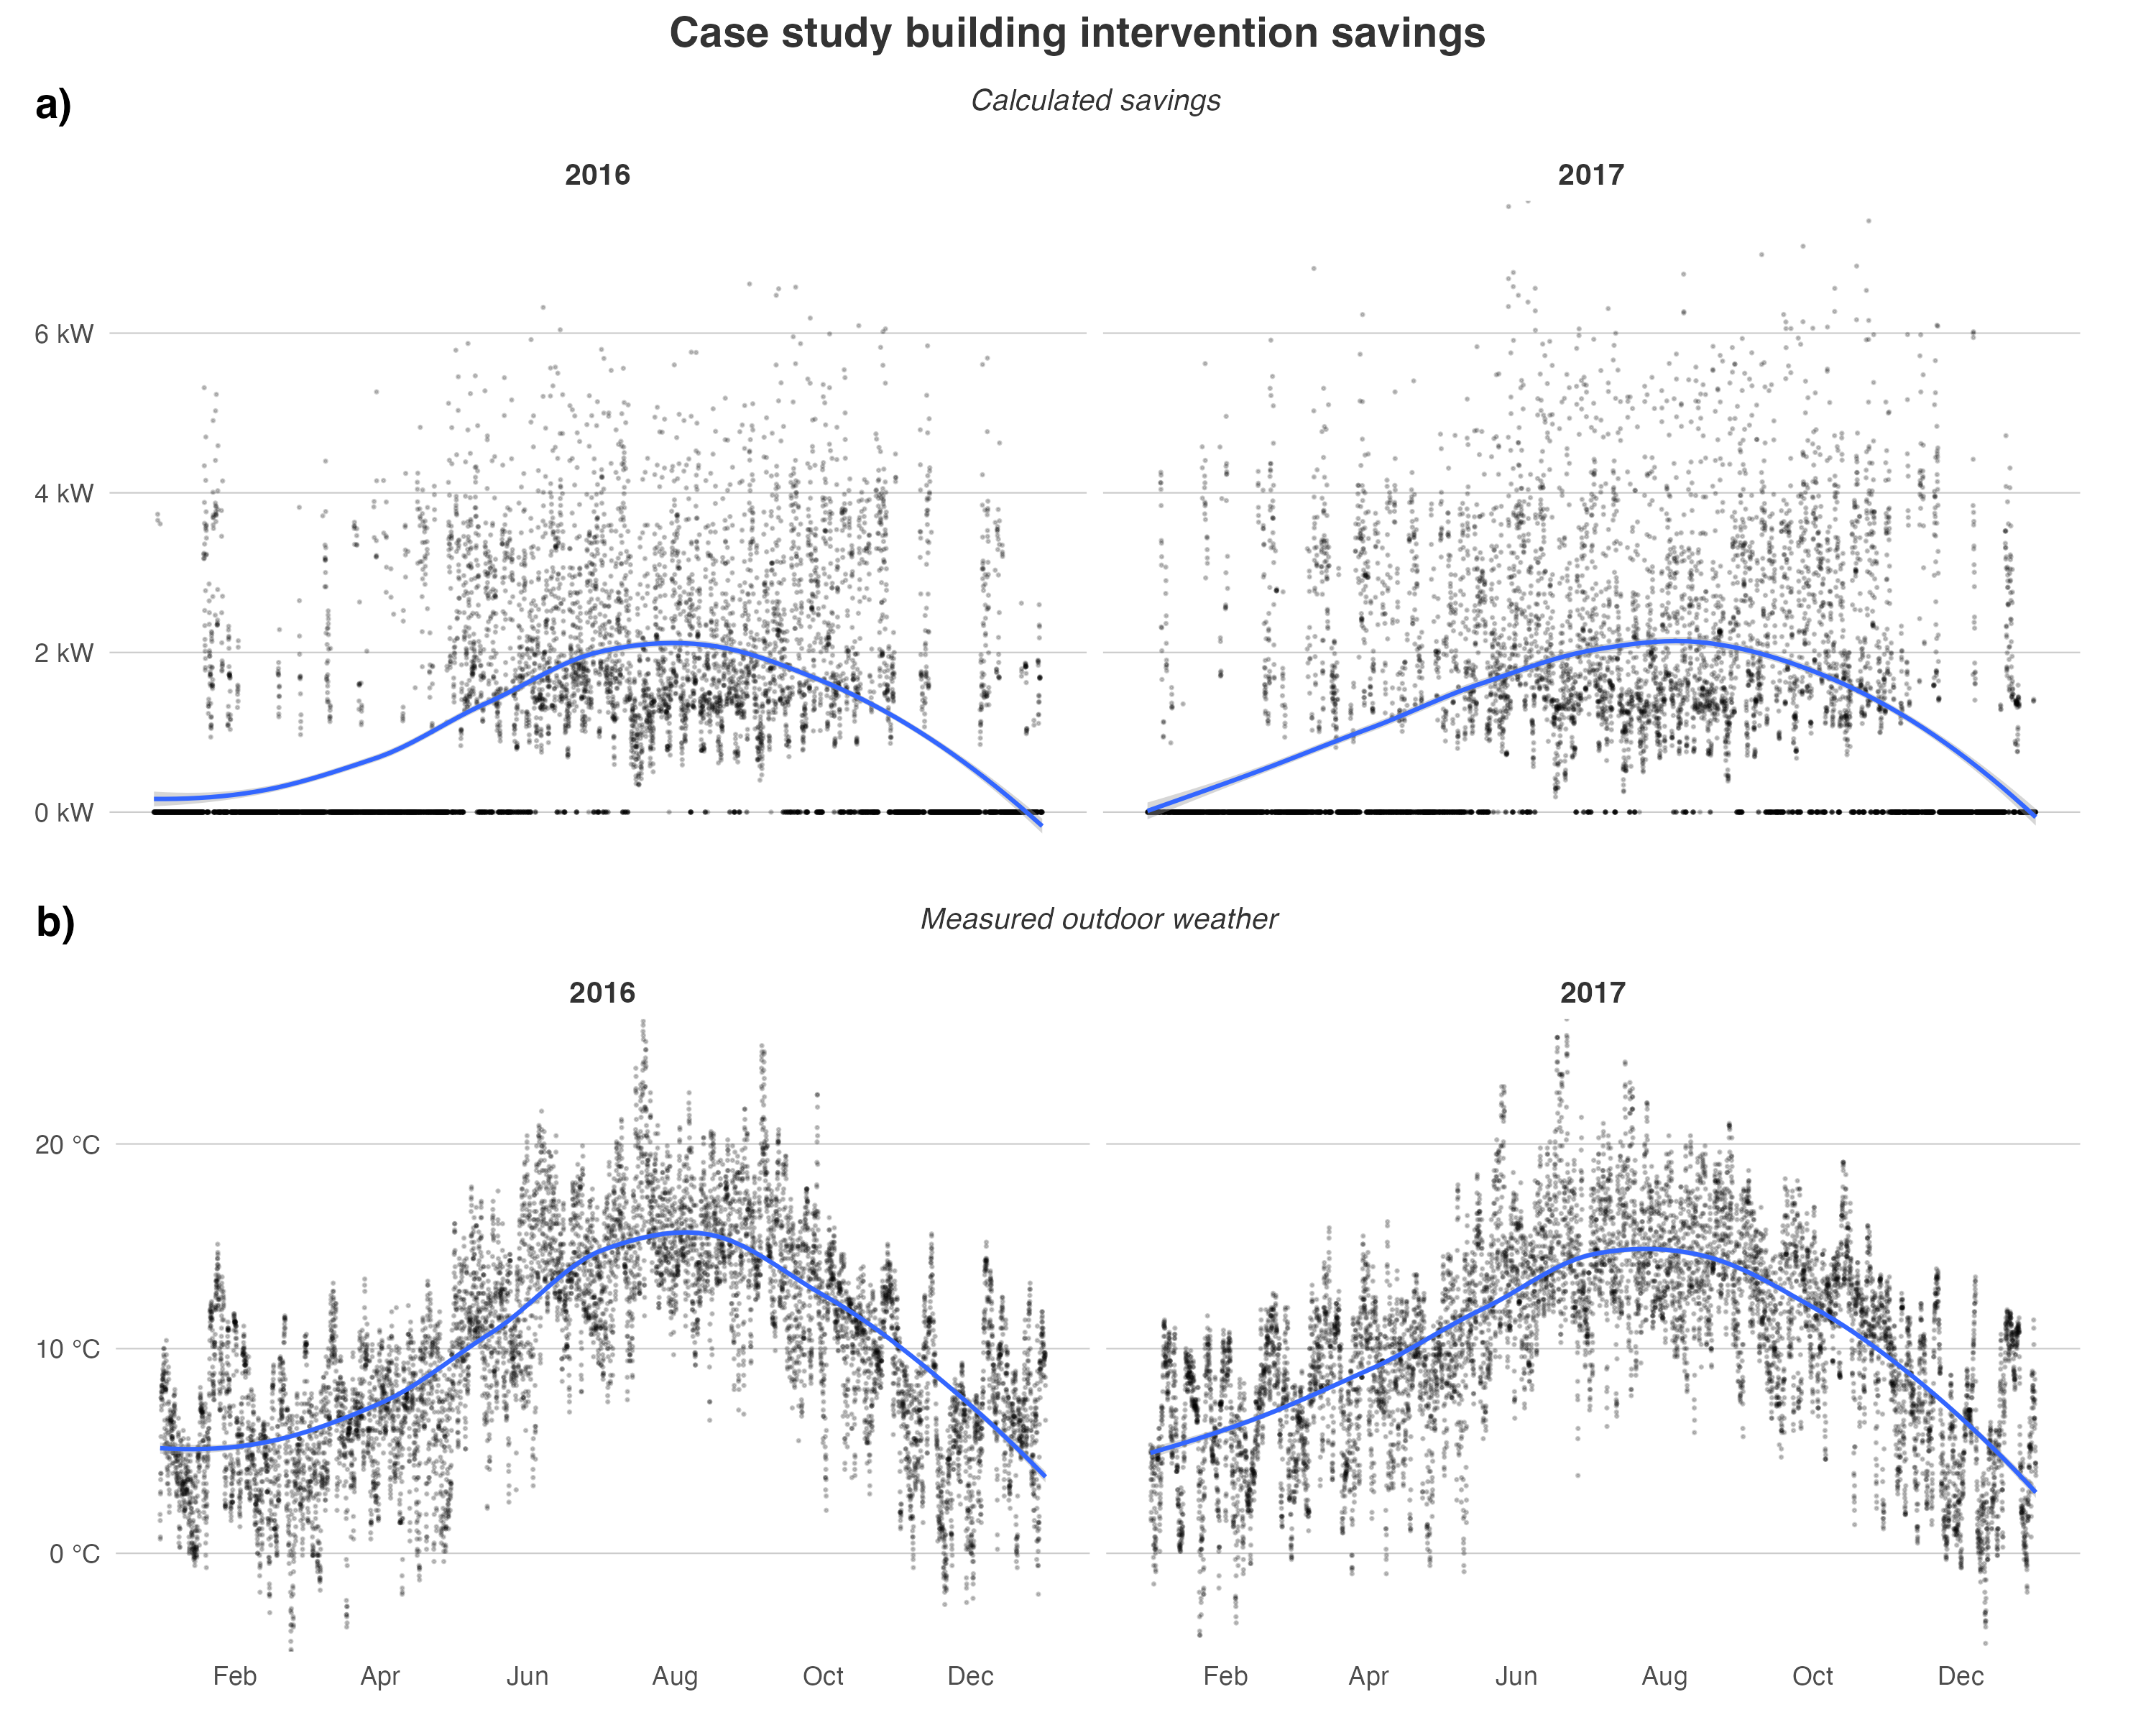 Case study building intervention savings
a)
Calculated savings
2016 2017
6 kW
4 kW
2 kW
0 kW
b)
Measured outdoor weather
2016 2017
20 °C
10 °C
0 °C
Feb Apr Jun Aug Oct Dec Feb Apr Jun Aug Oct Dec